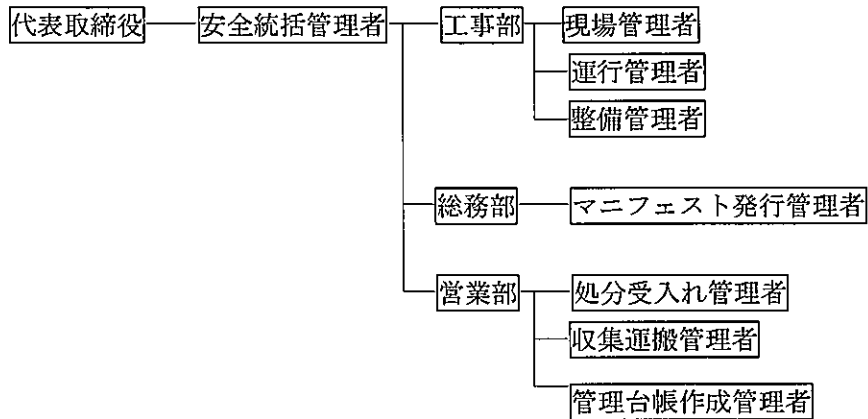 代表取締役 安全統括管理者 工事部 現場管理者
運行管理者
整備管理者
総務部 マニフェスト発行管理者
営業部 処分受入れ管理者
収集運搬管理者
管理台帳作成管理者